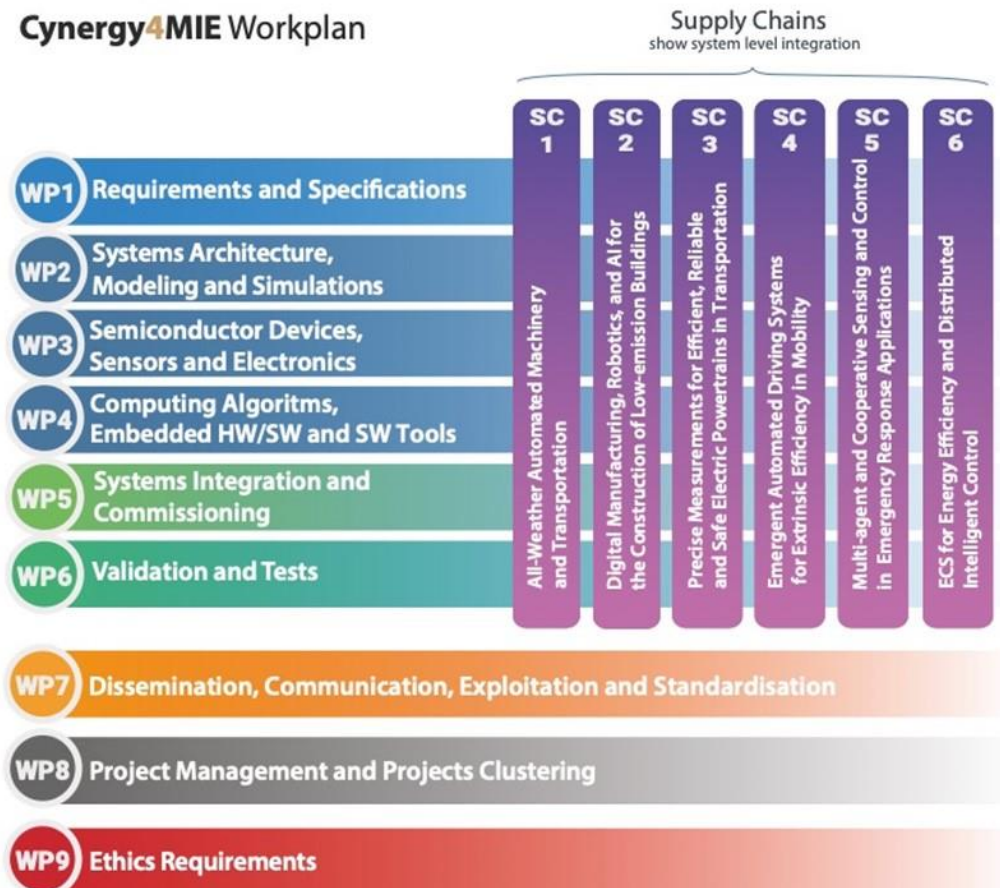 Cynergy4MIE Workplan
Supply Chains
show system level integration
SC
1
SC
2
SC
3
SC
4
SC
5
SC
6
WP1
Requirements and Specifications
WP2
Systems Architecture,
Modeling and Simulations
WP3
Semiconductor Devices,
Sensors and Electronics
WP4
Computing Algoritms,
Embedded HW/SW and SW Tools
WP5
Systems Integration and
Commissioning
WP6
Validation and Tests
All-Weather Automated Machinery
and Transportation
Digital Manufacturing, Robotics, and AI for
the Construction of Low-emission Buildings
Precise Measurements for Efficient, Reliable
and Safe Electric Powertrains in Transportation
Emergent Automated Driving Systems
for Extrinsic Efficiency in Mobility
Multi-agent and Cooperative Sensing and Control
in Emergency Response Applications
ECS for Energy Efficiency and Distributed
Intelligent Control
WP7
Dissemination, Communication, Exploitation and Standardisation
WP8
Project Management and Projects Clustering
WP9
Ethics Requirements